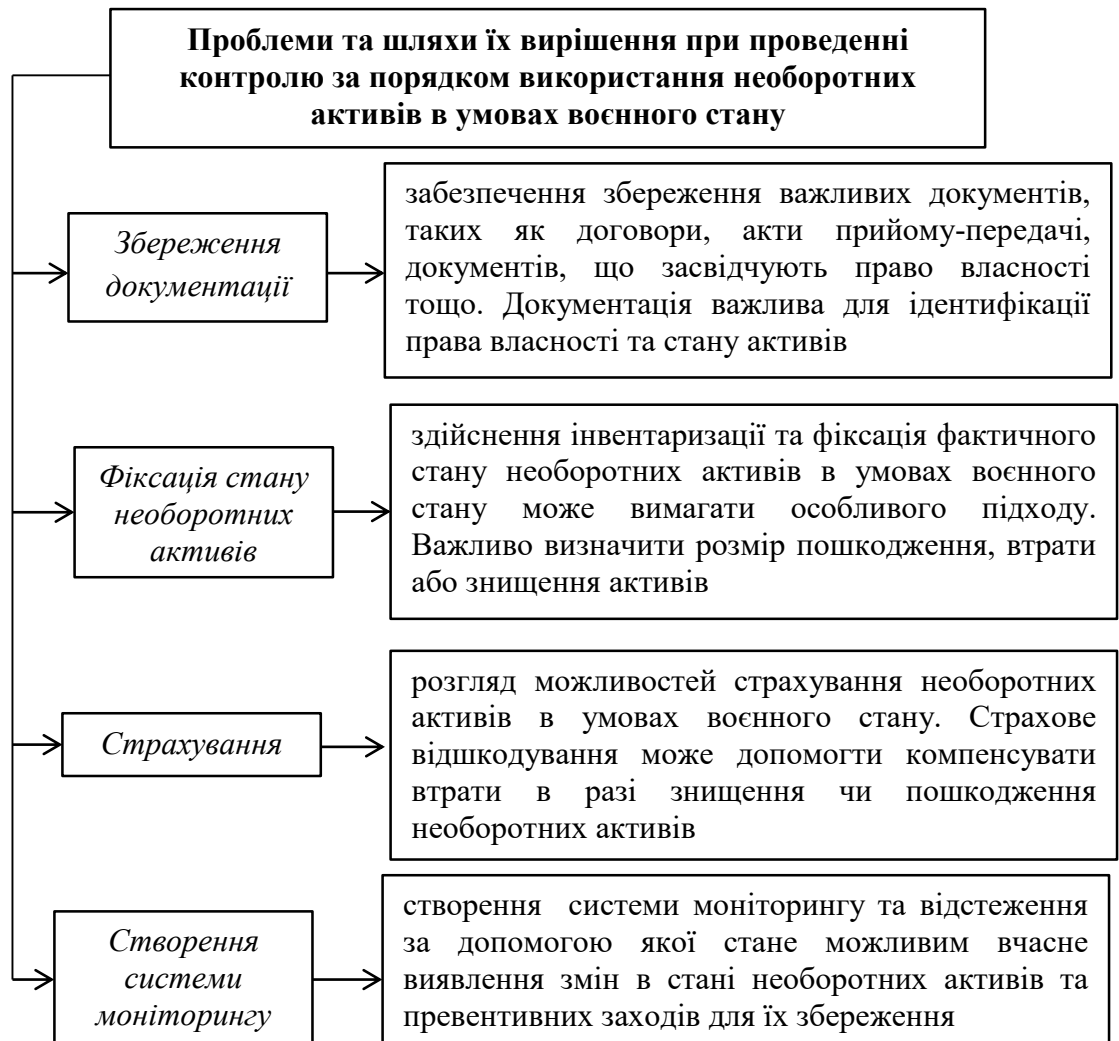 Проблеми та шляхи їх вирішення при проведенні
контролю за порядком використання необоротних
активів в умовах воєнного стану
Збереження
документації
забезпечення збереження важливих документів,
таких як договори, акти прийому-передачі,
документів, що засвідчують право власності
тощо. Документація важлива для ідентифікації
права власності та стану активів
Фіксація стану
необоротних
активів
здійснення інвентаризації та фіксація фактичного
стану необоротних активів в умовах воєнного
стану може вимагати особливого підходу.
Важливо визначити розмір пошкодження, втрати
або знищення активів
Страхування
розгляд можливостей страхування необоротних
активів в умовах воєнного стану. Страхове
відшкодування може допомогти компенсувати
втрати в разі знищення чи пошкодження
необоротних активів
Створення
системи
моніторингу
створення системи моніторингу та відстеження
за допомогою якої стане можливим вчасне
виявлення змін в стані необоротних активів та
превентивних заходів для їх збереження